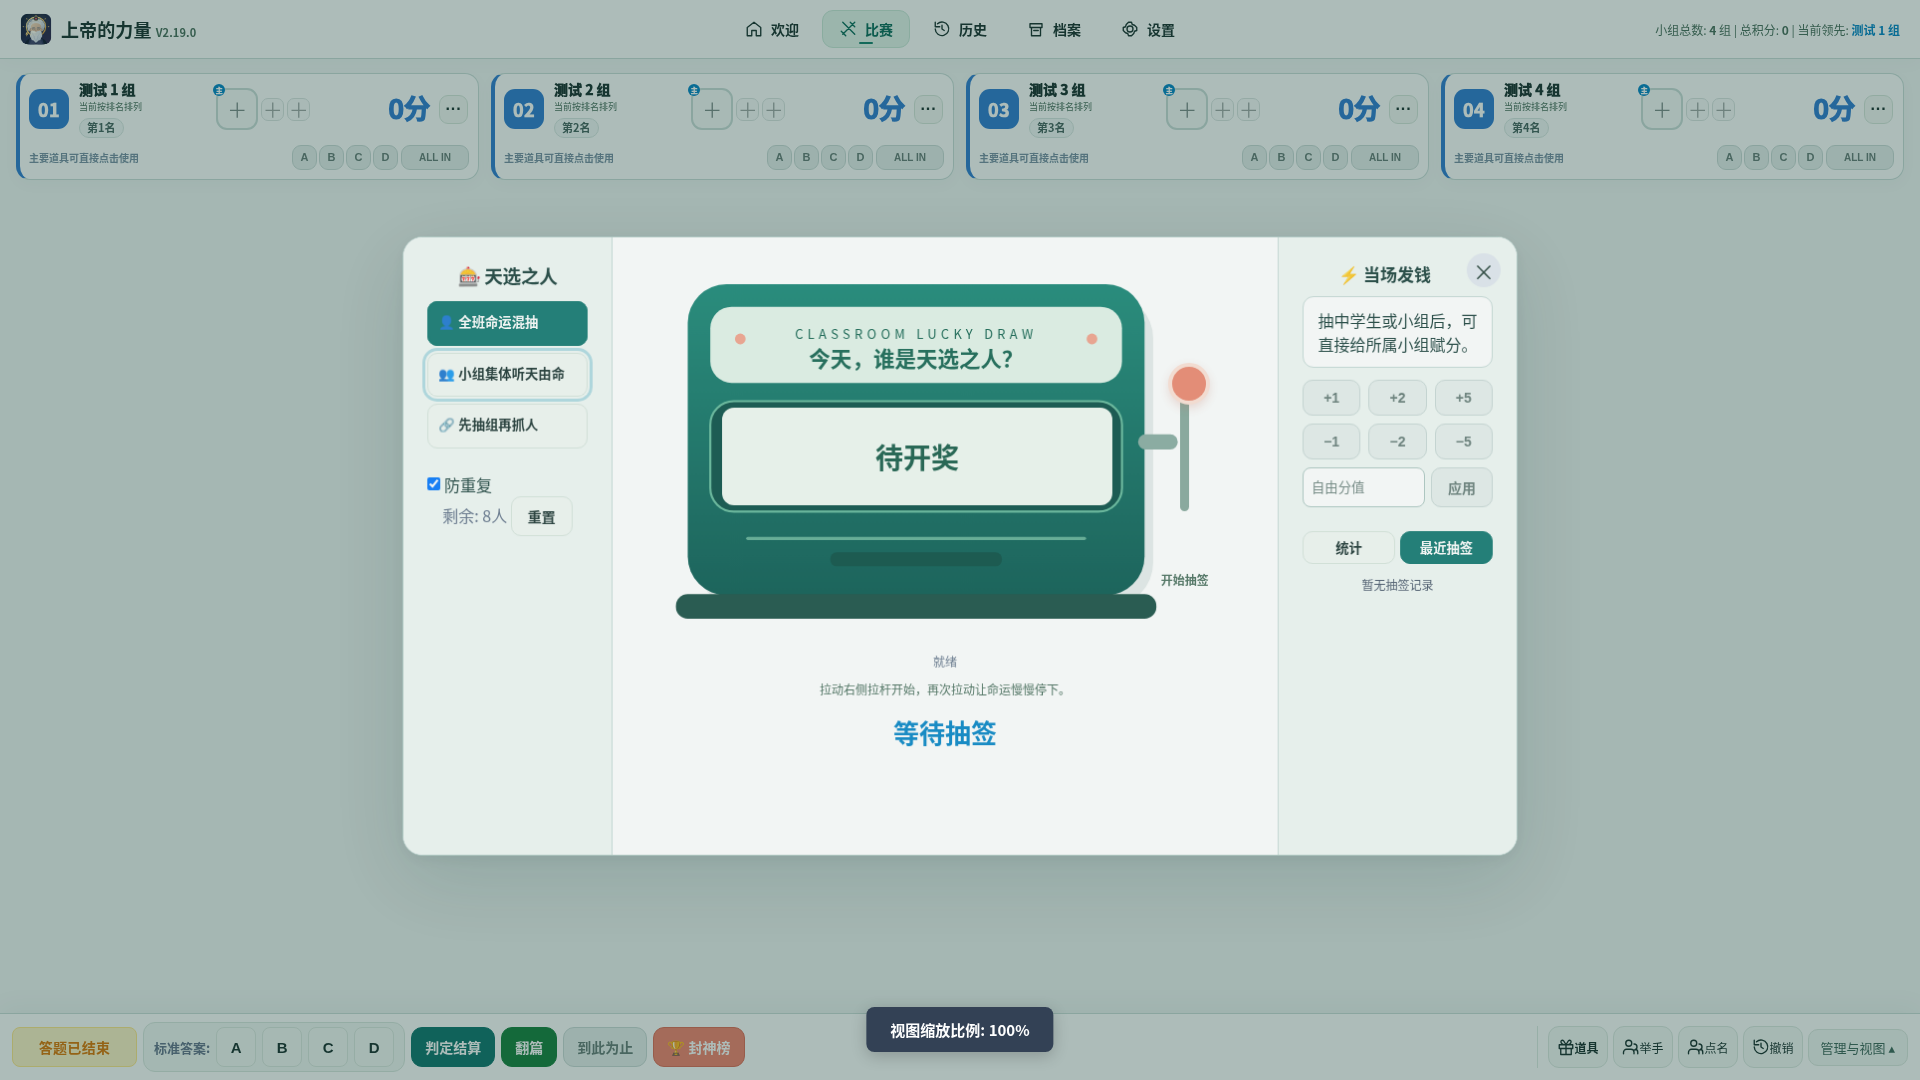 上帝的力量 V2.19.0
欢迎
比赛
历史
档案
设置
小组总数: 4 组 | 总积分: 0 | 当前领先: 测试 1 组
01
测试 1 组
当前按排名排列
第1名
主
0分
主要道具可直接点击使用
A B C D ALL IN
02
测试 2 组
当前按排名排列
第2名
主
0分
主要道具可直接点击使用
A B C D ALL IN
03
测试 3 组
当前按排名排列
第3名
主
0分
主要道具可直接点击使用
A B C D ALL IN
04
测试 4 组
当前按排名排列
第4名
主
0分
主要道具可直接点击使用
A B C D ALL IN
🎰 天选之人
👤 全班命运混抽
👥 小组集体听天由命
🔗 先抽组再抓人
防重复
剩余: 8人 重置
CLASSROOM LUCKY DRAW
今天，谁是天选之人?
待开奖
开始抽签
就绪
拉动右侧拉杆开始，再次拉动让命运慢慢停下。
等待抽签
⚡ 当场发钱
抽中学生或小组后，可
直接给所属小组赋分。
+1 +2 +5
−1 −2 −5
自由分值 应用
统计 最近抽签
暂无抽签记录
视图缩放比例: 100%
答题已结束
标准答案: A B C D
判定结算
翻篇
到此为止
🏆 封神榜
道具
举手
点名
撤销
管理与视图 ▴